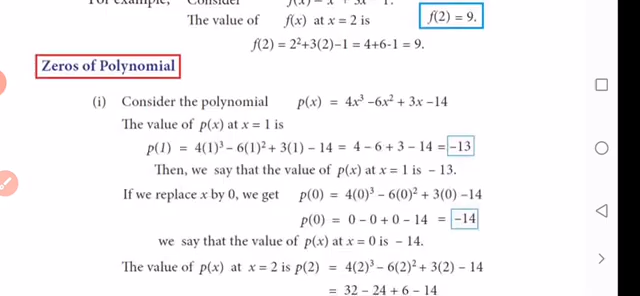 For example, Consider
The value of f(x) at x = 2 is
f(2) = 9.
f(2) = 2²+3(2)−1 = 4+6-1 = 9.
Zeros of Polynomial
(i) Consider the polynomial p(x) = 4x³ −6x² + 3x −14
The value of p(x) at x = 1 is
p(1) = 4(1)³ − 6(1)² + 3(1) − 14 = 4 − 6 + 3 − 14 = −13
Then, we say that the value of p(x) at x = 1 is − 13.
If we replace x by 0, we get p(0) = 4(0)³ − 6(0)² + 3(0) −14
p(0) = 0 − 0 + 0 − 14 = −14
we say that the value of p(x) at x = 0 is − 14.
The value of p(x) at x = 2 is p(2) = 4(2)³ − 6(2)² + 3(2) − 14
= 32 − 24 + 6 − 14